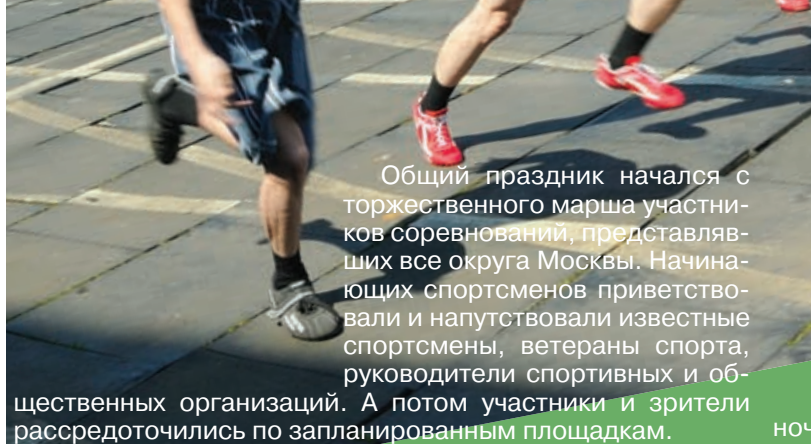 Общий праздник начался с
торжественного марша участни-
ков соревнований, представляв-
ших все округа Москвы. Начина-
ющих спортсменов приветство-
вали и напутствовали известные
спортсмены, ветераны спорта,
руководители спортивных и об-
щественных организаций. А потом участники и зрители
рассредоточились по запланированным площадкам.